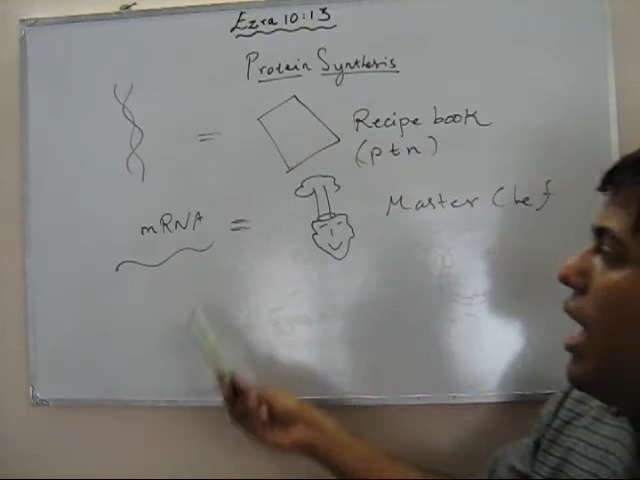 Ezra 10:13
Protein Synthesis
= Recipe book
(ptn)
mRNA = Master Chef